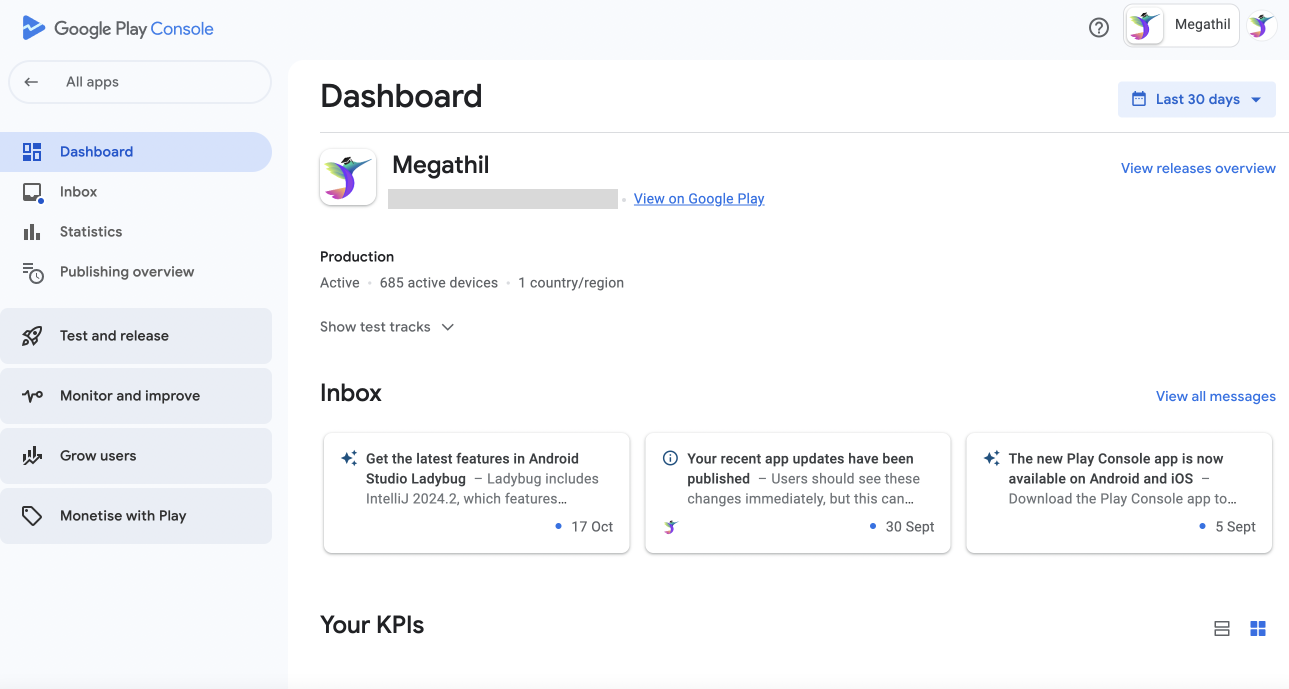 Google Play Console
Megathil
All apps
Dashboard
Last 30 days
Dashboard
Inbox
Statistics
Publishing overview
Test and release
Monitor and improve
Grow users
Monetise with Play
Megathil
View releases overview
View on Google Play
Production
Active • 685 active devices • 1 country/region
Show test tracks
Inbox
View all messages
Get the latest features in Android
Studio Ladybug – Ladybug includes
IntelliJ 2024.2, which features…
• 17 Oct
Your recent app updates have been
published – Users should see these
changes immediately, but this can…
• 30 Sept
The new Play Console app is now
available on Android and iOS –
Download the Play Console app to…
• 5 Sept
Your KPIs